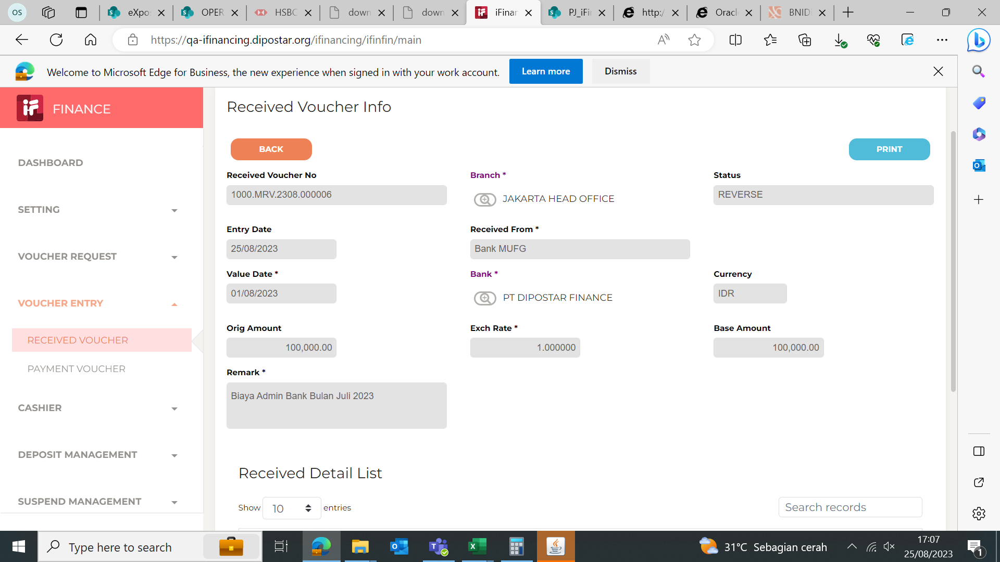 OS eXpo OPER HSBC down down iFinar PJ_iFi http:/ Oracl BNID
https://qa-ifinancing.dipostar.org/ifinancing/ifinfin/main
Welcome to Microsoft Edge for Business, the new experience when signed in with your work account. Learn more Dismiss
iF FINANCE
DASHBOARD
SETTING
VOUCHER REQUEST
VOUCHER ENTRY
RECEIVED VOUCHER
PAYMENT VOUCHER
CASHIER
DEPOSIT MANAGEMENT
SUSPEND MANAGEMENT
Received Voucher Info
BACK PRINT
Received Voucher No Branch * Status
1000.MRV.2308.000006 JAKARTA HEAD OFFICE REVERSE
Entry Date Received From *
25/08/2023 Bank MUFG
Value Date * Bank * Currency
01/08/2023 PT DIPOSTAR FINANCE IDR
Orig Amount Exch Rate * Base Amount
100,000.00 1.000000 100,000.00
Remark *
Biaya Admin Bank Bulan Juli 2023
Received Detail List
Show 10 entries Search records
Type here to search 31°C Sebagian cerah 17:07
25/08/2023 1